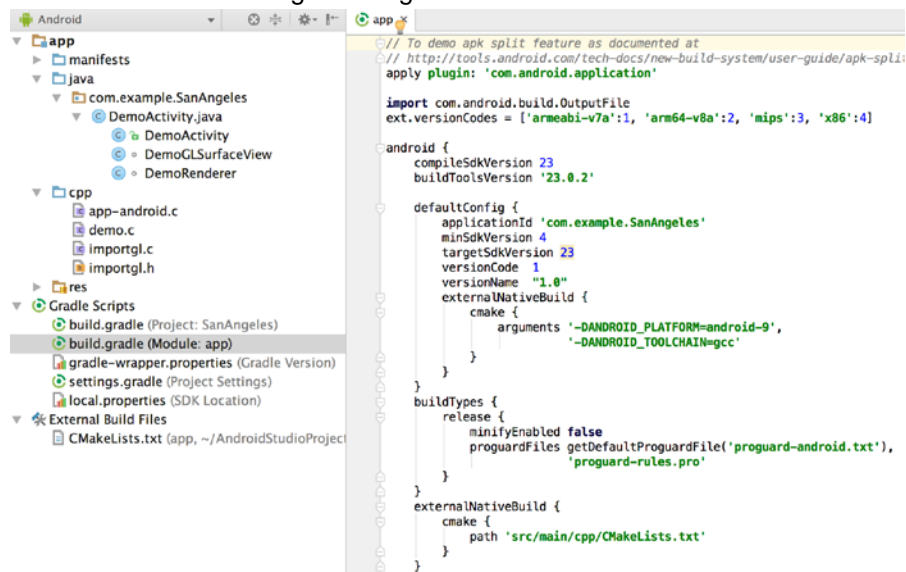 Android
app
manifests
java
com.example.SanAngeles
DemoActivity.java
DemoActivity
DemoGLSurfaceView
DemoRenderer
cpp
app-android.c
demo.c
importgl.c
importgl.h
res
Gradle Scripts
build.gradle (Project: SanAngeles)
build.gradle (Module: app)
gradle-wrapper.properties (Gradle Version)
settings.gradle (Project Settings)
local.properties (SDK Location)
External Build Files
CMakeLists.txt (app, ~/AndroidStudioProject
app
// To demo apk split feature as documented at
// http://tools.android.com/tech-docs/new-build-system/user-guide/apk-split
apply plugin: 'com.android.application'
import com.android.build.OutputFile
ext.versionCodes = ['armeabi-v7a':1, 'arm64-v8a':2, 'mips':3, 'x86':4]
android {
compileSdkVersion 23
buildToolsVersion '23.0.2'
defaultConfig {
applicationId 'com.example.SanAngeles'
minSdkVersion 4
targetSdkVersion 23
versionCode 1
versionName "1.0"
externalNativeBuild {
cmake {
arguments '-DANDROID_PLATFORM=android-9',
'-DANDROID_TOOLCHAIN=gcc'
}
}
}
buildTypes {
release {
minifyEnabled false
proguardFiles getDefaultProguardFile('proguard-android.txt'),
'proguard-rules.pro'
}
}
externalNativeBuild {
cmake {
path 'src/main/cpp/CMakeLists.txt'
}
}